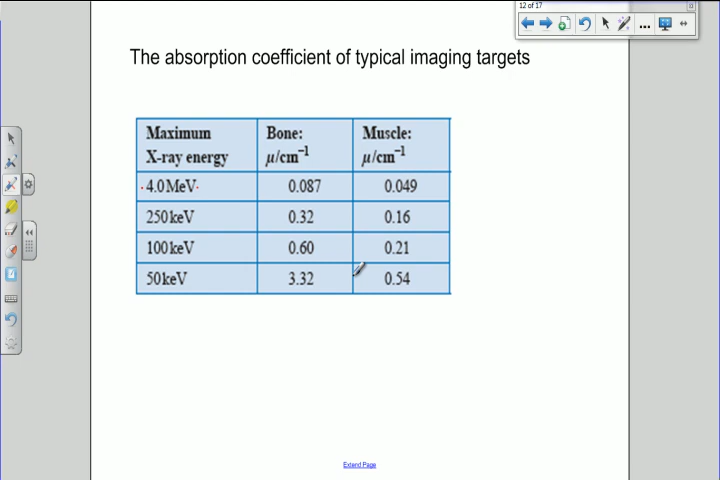 12 of 17
The absorption coefficient of typical imaging targets
Maximum X-ray energy Bone: μ/cm⁻¹ Muscle: μ/cm⁻¹
4.0 MeV 0.087 0.049
250 keV 0.32 0.16
100 keV 0.60 0.21
50 keV 3.32 0.54
Extend Page